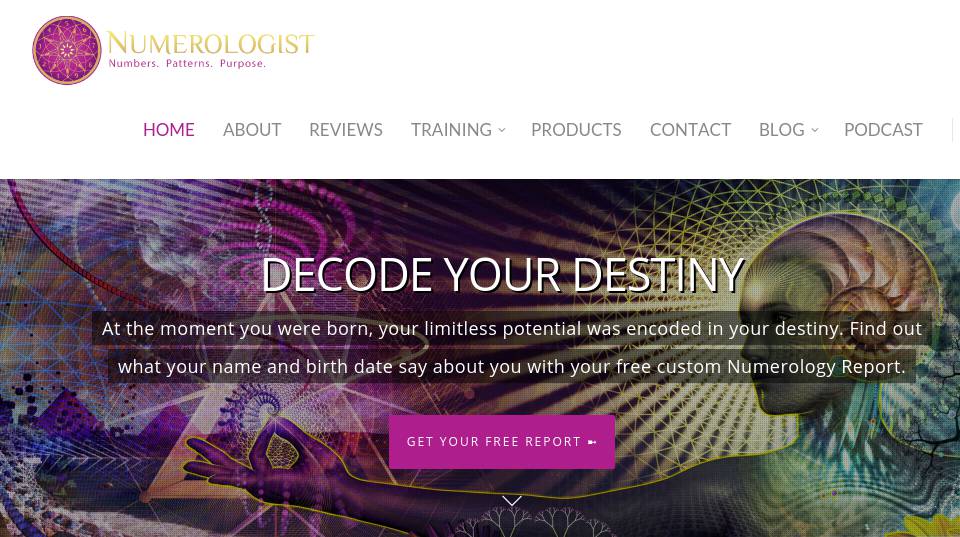 NUMEROLOGIST
Numbers. Patterns. Purpose.
HOME ABOUT REVIEWS TRAINING PRODUCTS CONTACT BLOG PODCAST
DECODE YOUR DESTINY
At the moment you were born, your limitless potential was encoded in your destiny. Find out
what your name and birth date say about you with your free custom Numerology Report.
GET YOUR FREE REPORT ➼